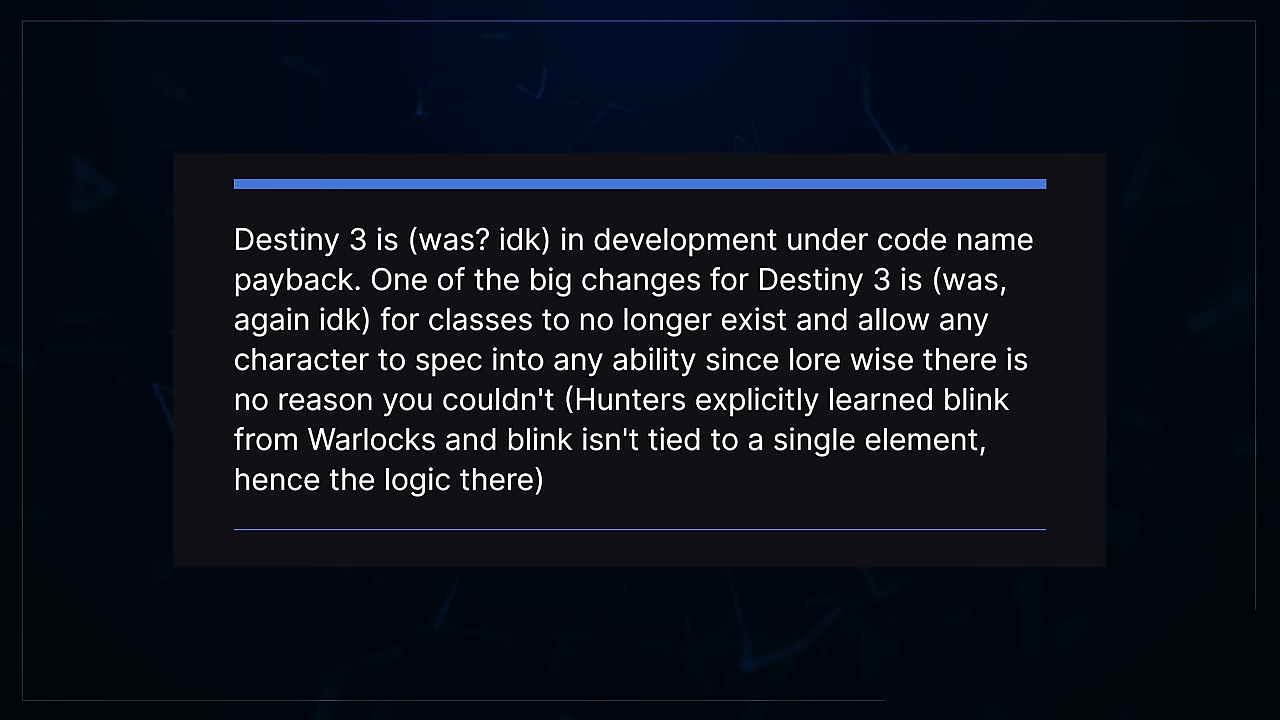 Destiny 3 is (was? idk) in development under code name
payback. One of the big changes for Destiny 3 is (was,
again idk) for classes to no longer exist and allow any
character to spec into any ability since lore wise there is
no reason you couldn't (Hunters explicitly learned blink
from Warlocks and blink isn't tied to a single element,
hence the logic there)